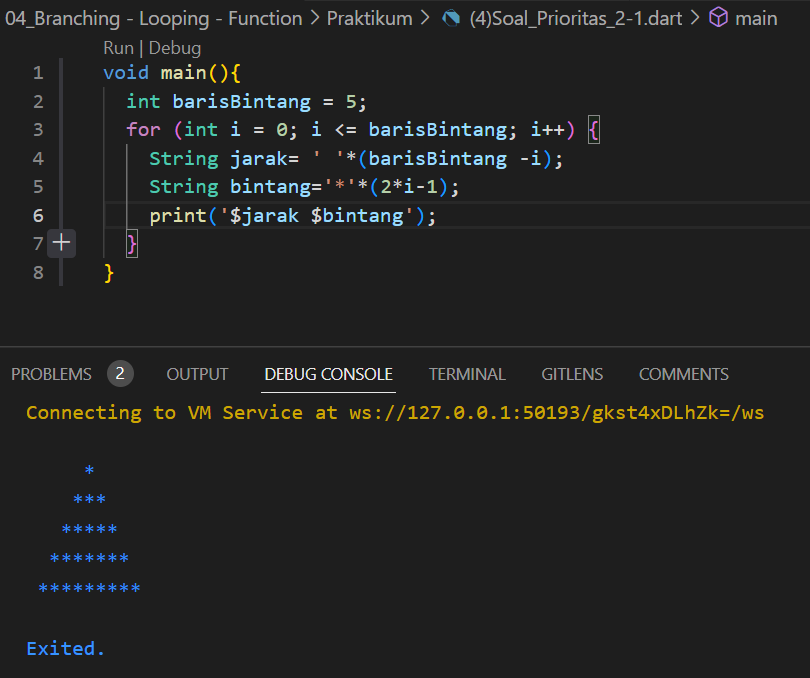 04_Branching - Looping - Function > Praktikum > (4)Soal_Prioritas_2-1.dart > main
Run | Debug
1 void main(){
2 int barisBintang = 5;
3 for (int i = 0; i <= barisBintang; i++) {
4 String jarak= ' '*(barisBintang -i);
5 String bintang='*'*(2*i-1);
6 print('$jarak $bintang');
7 + }
8 }
PROBLEMS 2 OUTPUT DEBUG CONSOLE TERMINAL GITLENS COMMENTS
Connecting to VM Service at ws://127.0.0.1:50193/gkst4xDLhZk=/ws
*
***
*****
*******
*********
Exited.